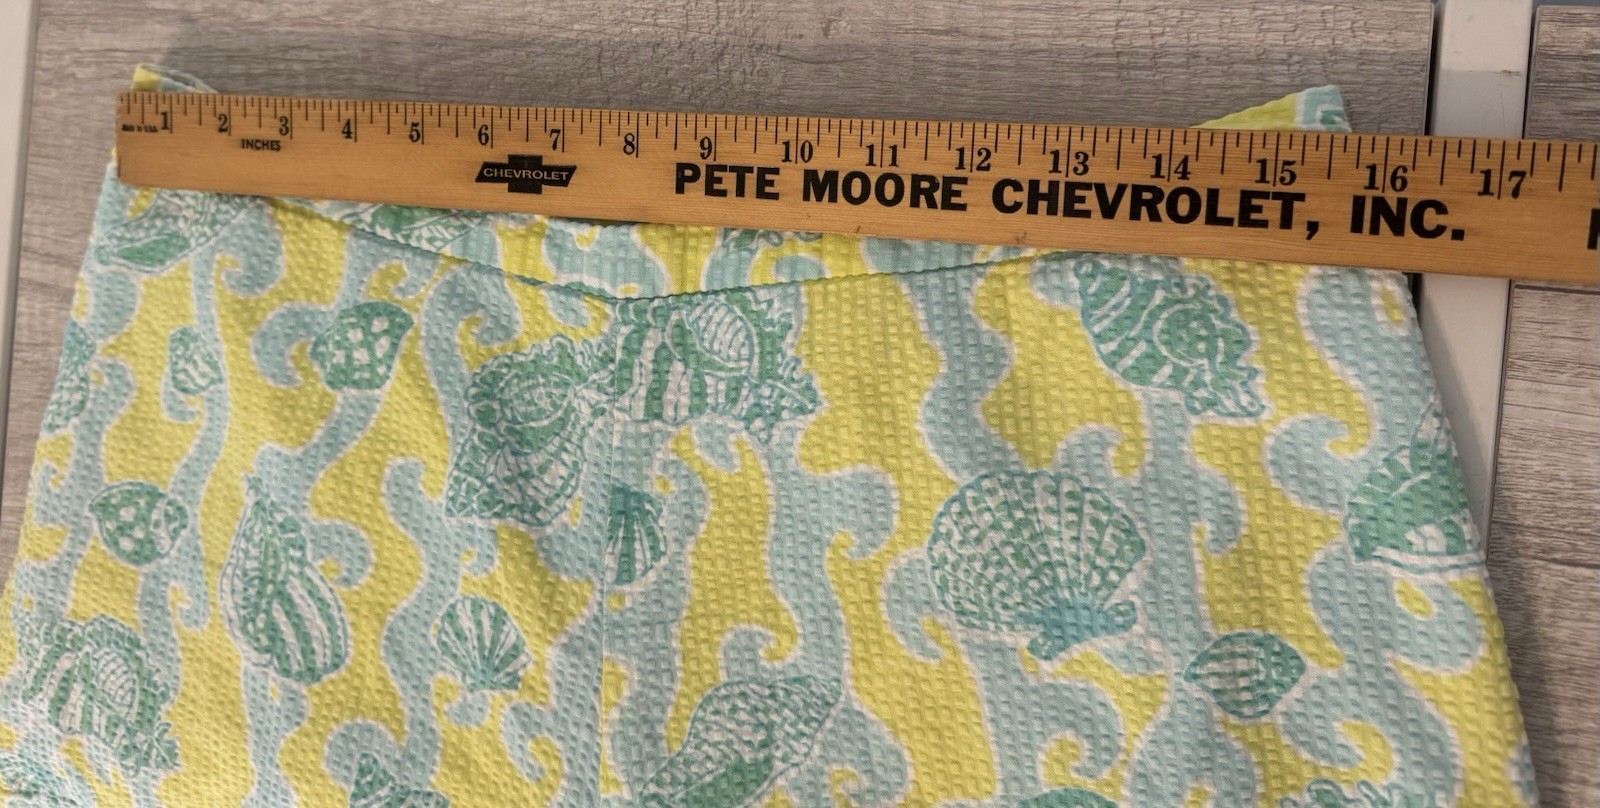 1 2 3 4 5 6 7 8 9 10 11 12 13 14 15 16 17
MADE IN USA
INCHES
CHEVROLET
PETE MOORE CHEVROLET, INC.